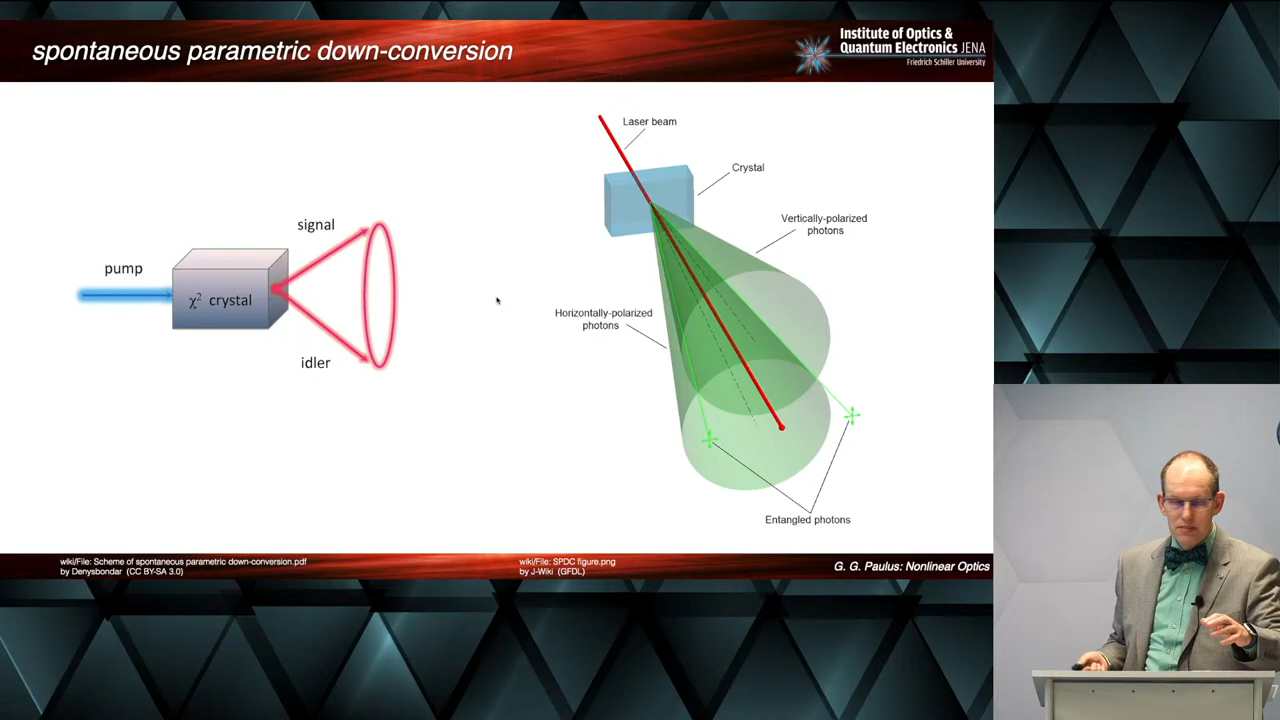 spontaneous parametric down-conversion
Institute of Optics &
Quantum Electronics JENA
Friedrich Schiller University
Laser beam
Crystal
Vertically-polarized
photons
signal
pump
χ² crystal
idler
Horizontally-polarized
photons
Entangled photons
wiki/File: Scheme of spontaneous parametric down-conversion.pdf
by Denysbondar (CC BY-SA 3.0)
wiki/File: SPDC figure.png
by J-Wiki (GFDL)
G. G. Paulus: Nonlinear Optics